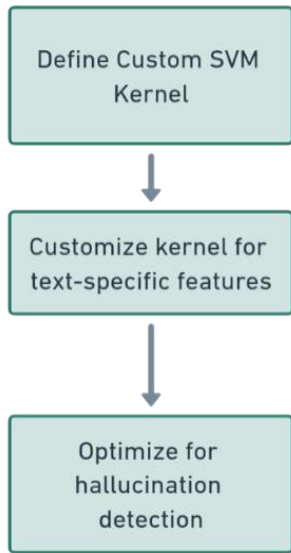 Define Custom SVM
Kernel
Customize kernel for
text-specific features
Optimize for
hallucination
detection